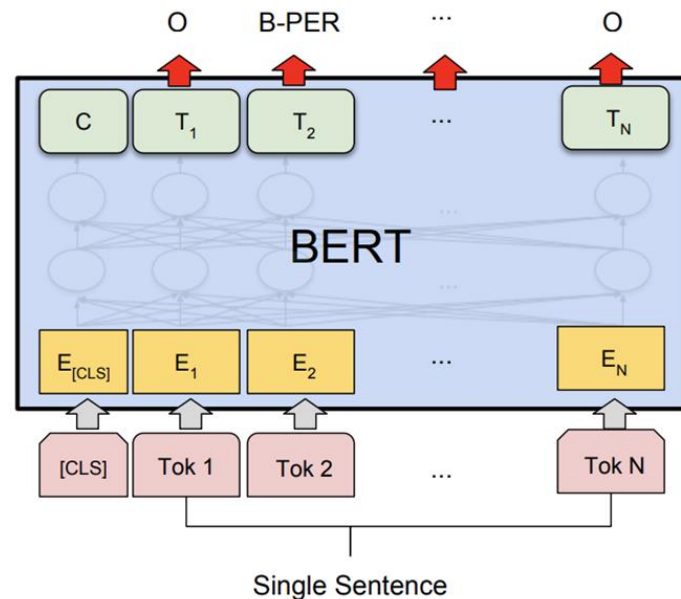 O B-PER ... O
C T1 T2 ... TN
...
BERT
...
E[CLS] E1 E2 ... EN
[CLS] Tok 1 Tok 2 ... Tok N
Single Sentence